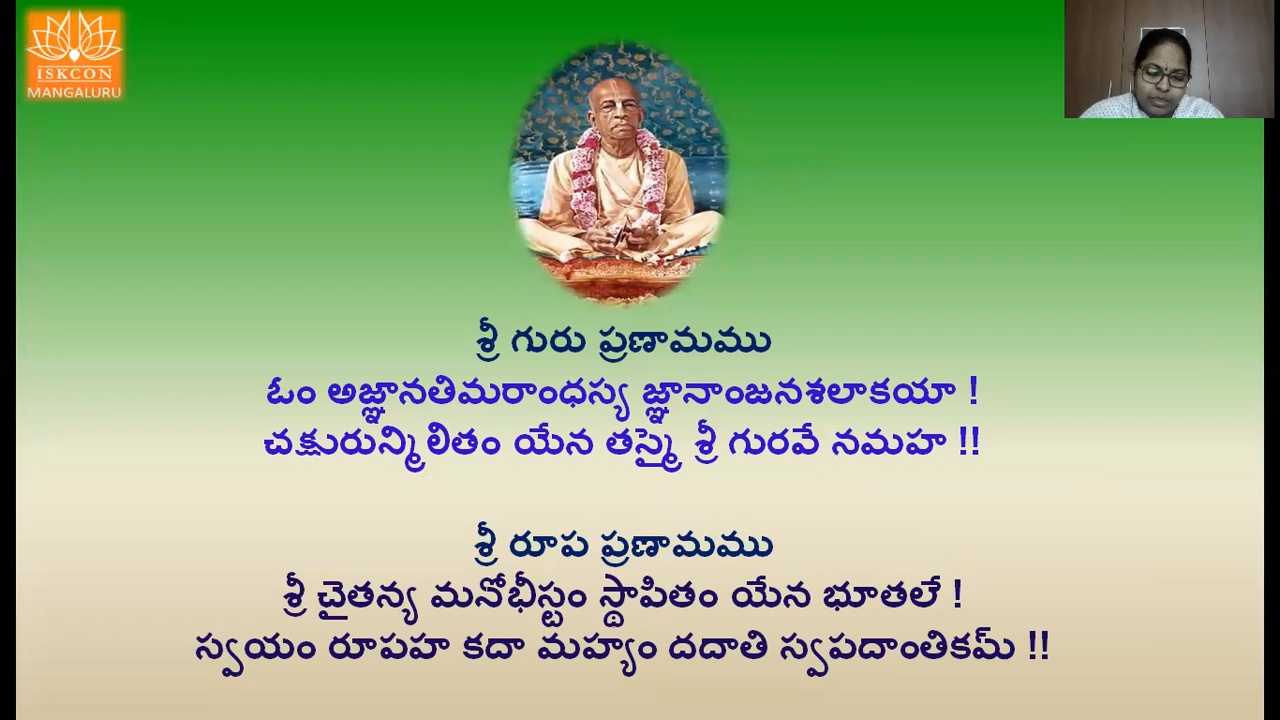 ISKCON
MANGALURU
శ్రీ గురు ప్రణామము
ఓం అజ్ఞానతిమరాంధస్య జ్ఞానాంజనశలాకయా !
చక్షురున్మిలితం యేన తస్మై శ్రీ గురవే నమహ !!
శ్రీ రూప ప్రణామము
శ్రీ చైతన్య మనోభీస్టం స్థాపితం యేన భూతలే !
స్వయం రూపహ కదా మహ్యం దదాతి స్వపదాంతికమ్ !!